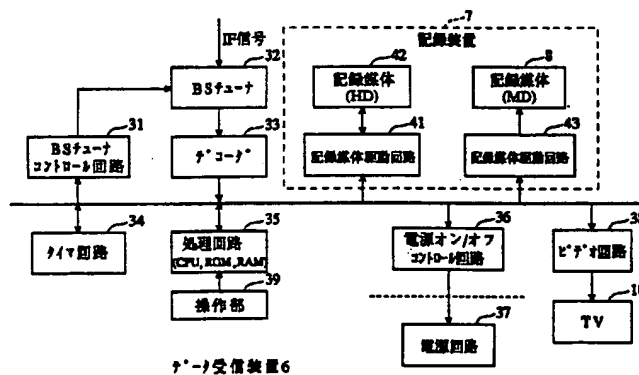 7
IF信号
記録装置
32
42
8
BSチューナ
記録媒体
(HD)
記録媒体
(MD)
31
33
41
43
BSチューナ
コントロール回路
デコーダ
記録媒体駆動回路
記録媒体駆動回路
34
35
36
38
タイマ回路
処理回路
(CPU,ROM,RAM)
電源オン/オフ
コントロール回路
ビデオ回路
39
操作部
37
電源回路
TV
データ受信装置6